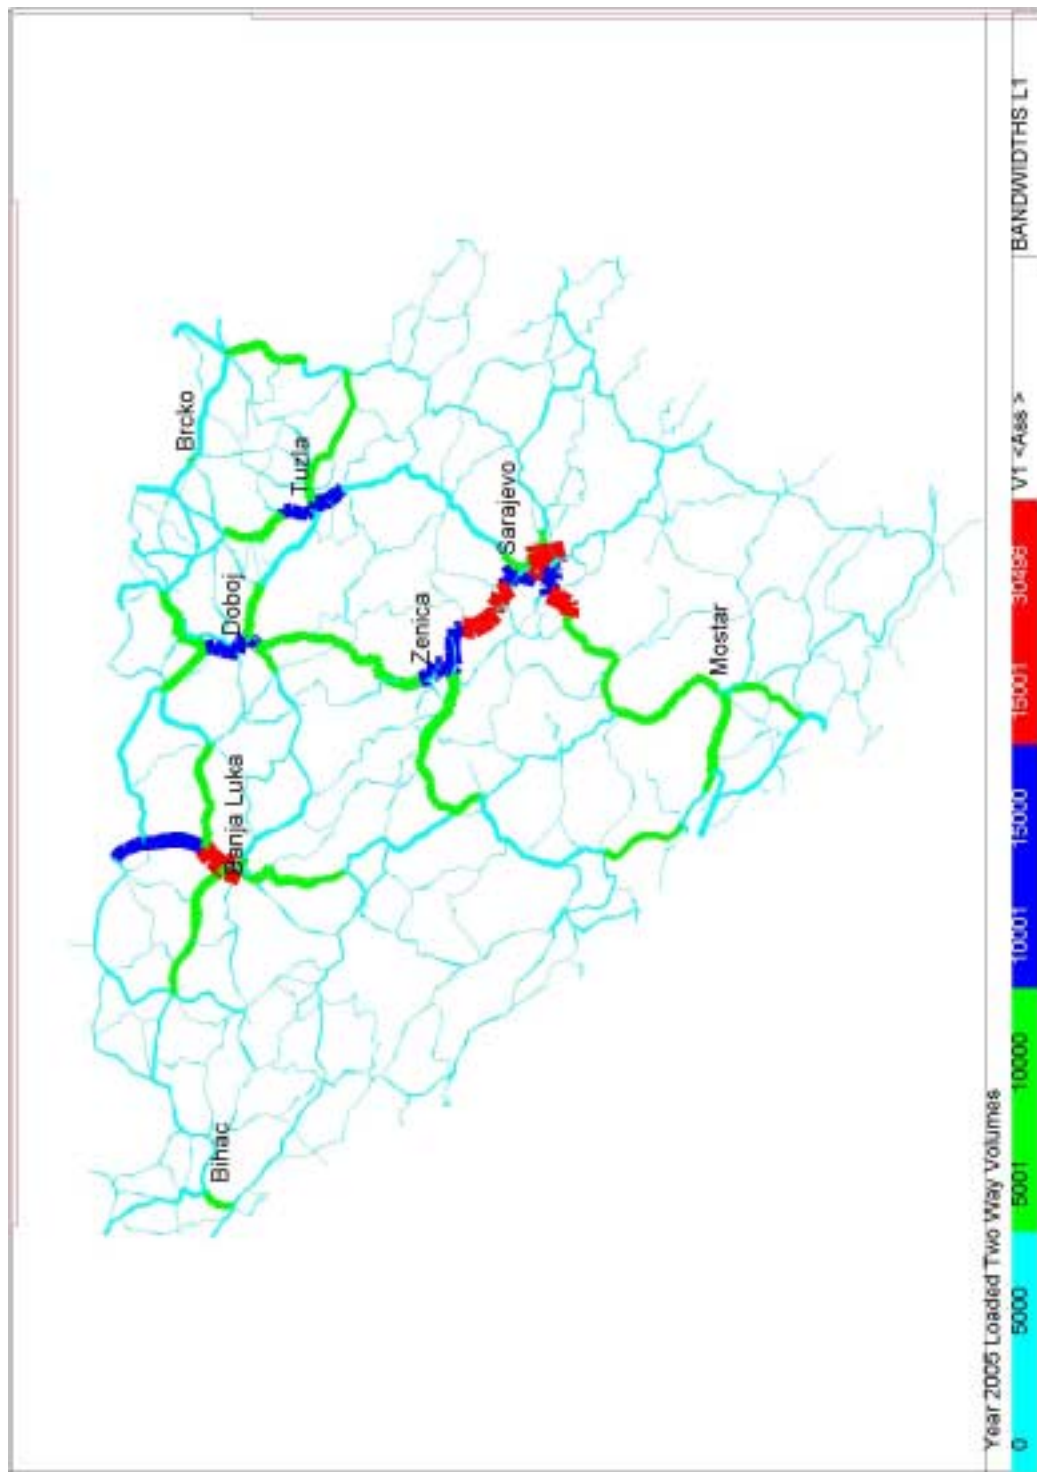 Brcko
Tuzla
Doboj
Sarajevo
Zenica
Banja Luka
Mostar
Bihac
Year 2005 Loaded Two Way Volumes
0 5000 5001 10000 10001 15000 15001 30496 V1 <Ass > BANDWIDTHS L1